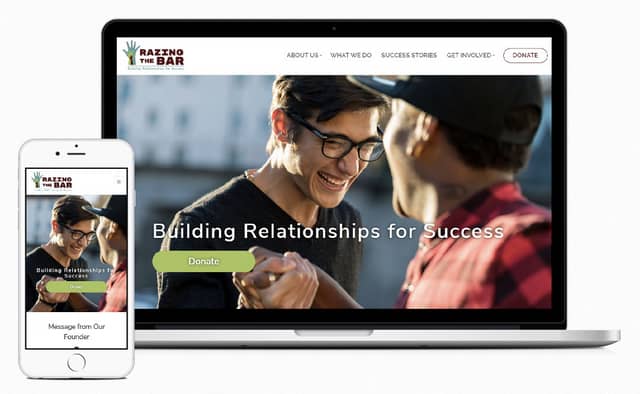 RAZING
THE BAR
Building Relationships for Success
ABOUT US
WHAT WE DO
SUCCESS STORIES
GET INVOLVED
DONATE
Building Relationships for Success
Donate
RAZING
THE BAR
Building Relationships for
Success
Donate
Message from Our
Founder